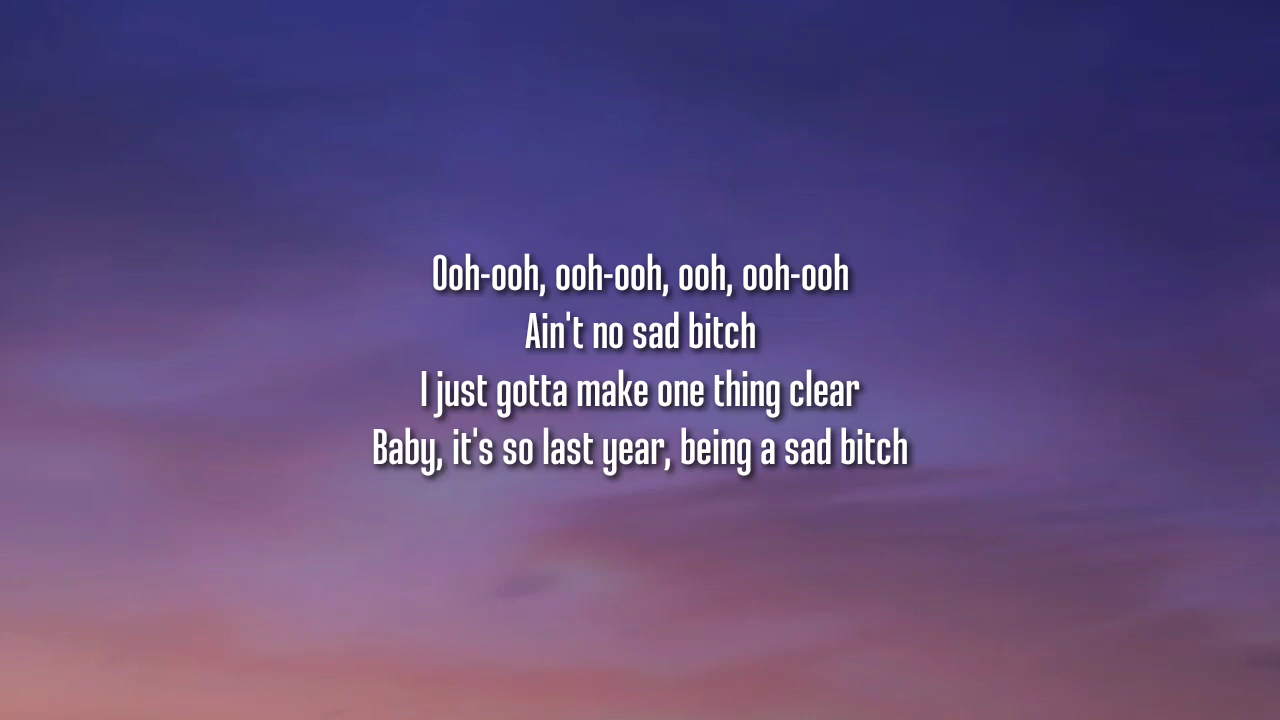 Ooh-ooh, ooh-ooh, ooh, ooh-ooh
Ain't no sad bitch
I just gotta make one thing clear
Baby, it's so last year, being a sad bitch